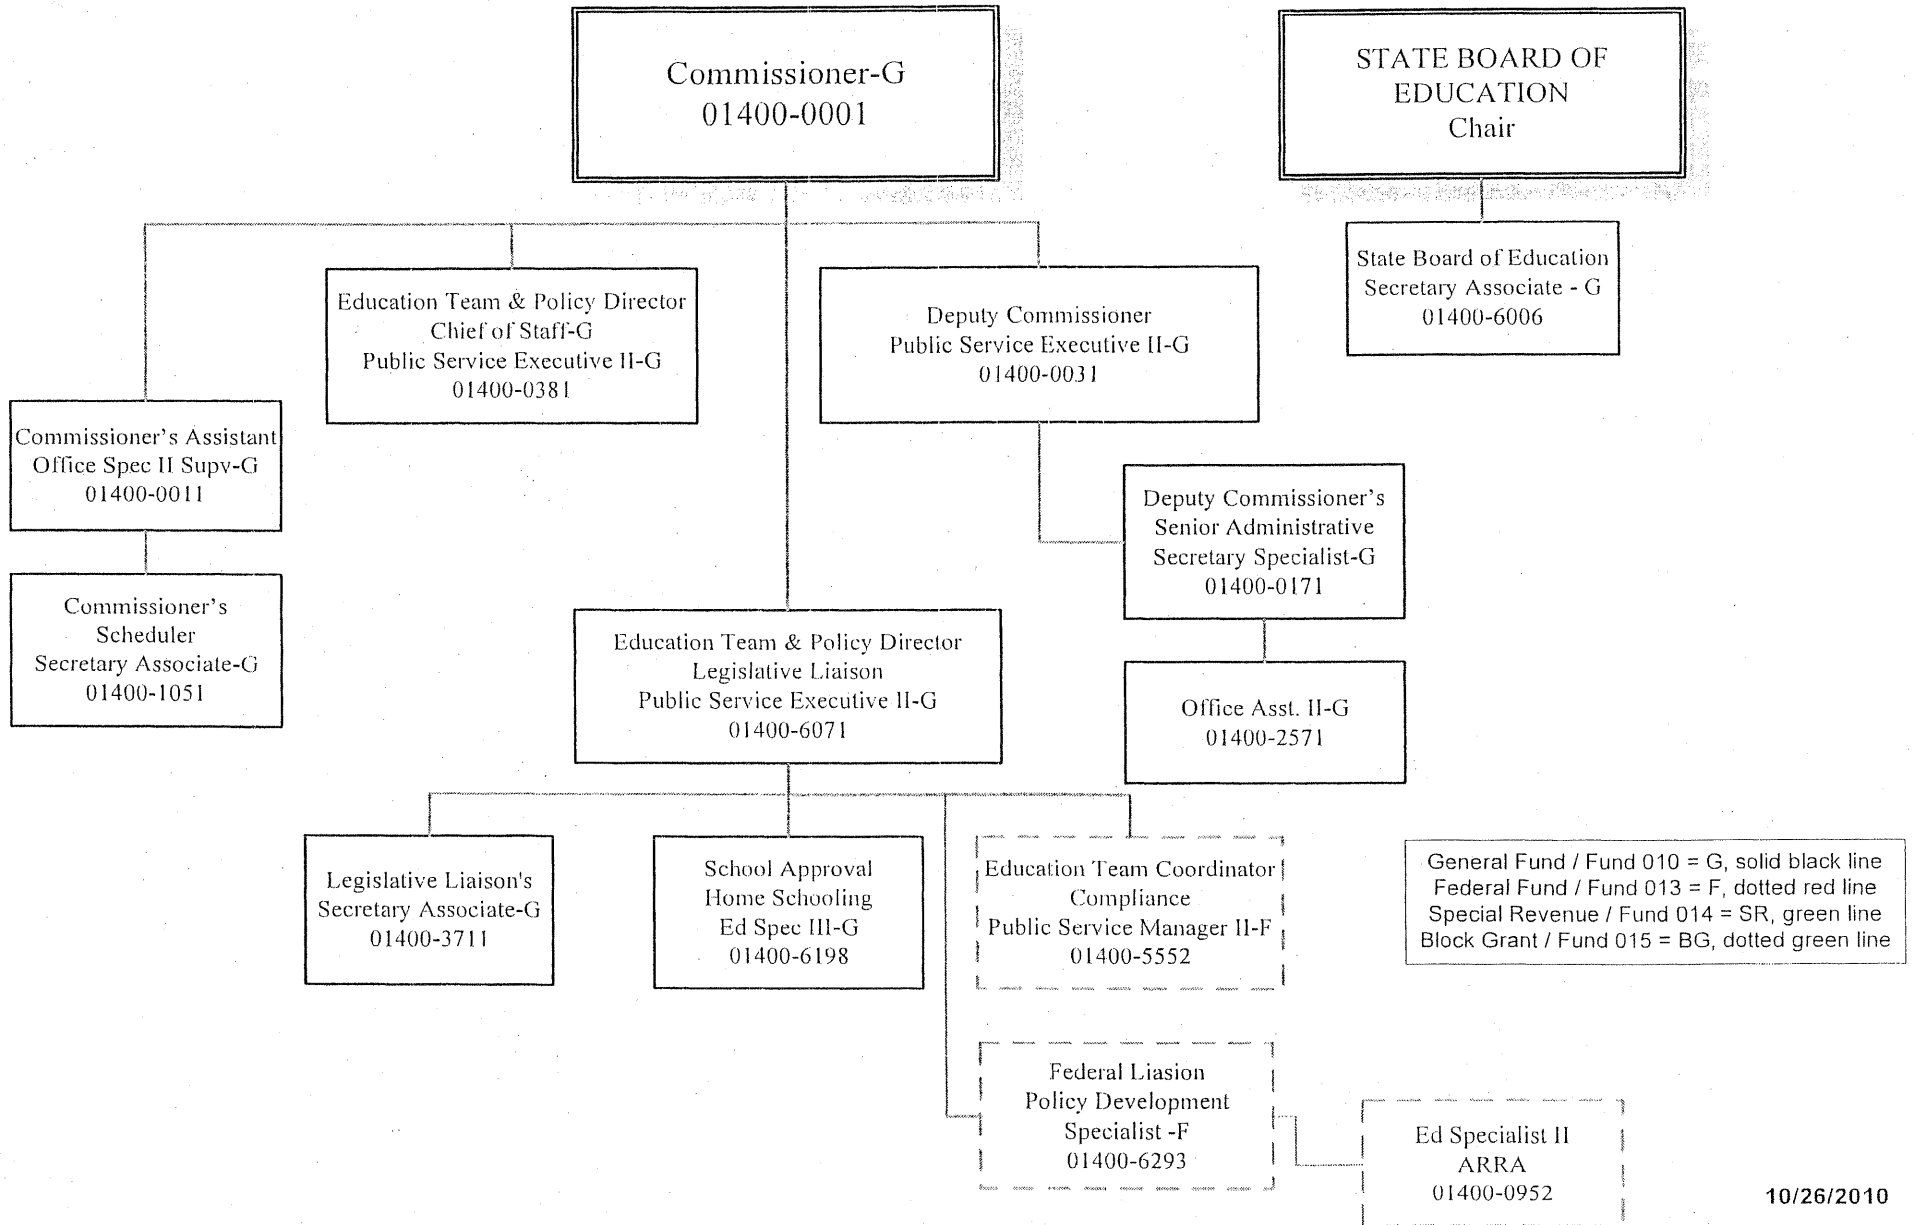 Commissioner-G
01400-0001
STATE BOARD OF
EDUCATION
Chair
State Board of Education
Secretary Associate - G
01400-6006
Education Team & Policy Director
Chief of Staff-G
Public Service Executive II-G
01400-0381
Deputy Commissioner
Public Service Executive II-G
01400-0031
Commissioner's Assistant
Office Spec II Supv-G
01400-0011
Deputy Commissioner's
Senior Administrative
Secretary Specialist-G
01400-0171
Commissioner's
Scheduler
Secretary Associate-G
01400-1051
Education Team & Policy Director
Legislative Liaison
Public Service Executive II-G
01400-6071
Office Asst. II-G
01400-2571
Legislative Liaison's
Secretary Associate-G
01400-3711
School Approval
Home Schooling
Ed Spec III-G
01400-6198
Education Team Coordinator
Compliance
Public Service Manager II-F
01400-5552
General Fund / Fund 010 = G, solid black line
Federal Fund / Fund 013 = F, dotted red line
Special Revenue / Fund 014 = SR, green line
Block Grant / Fund 015 = BG, dotted green line
Federal Liasion
Policy Development
Specialist -F
01400-6293
Ed Specialist II
ARRA
01400-0952
10/26/2010